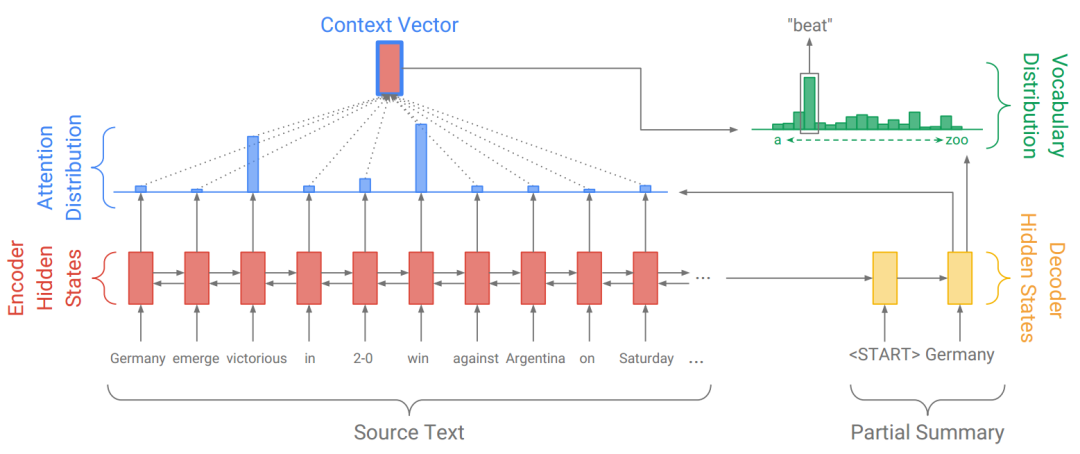 Context Vector
"beat"
Vocabulary
Distribution
a
zoo
Attention
Distribution
Encoder
Hidden
States
...
Decoder
Hidden States
Germany emerge victorious in 2-0 win against Argentina on Saturday ...
<START> Germany
Source Text
Partial Summary